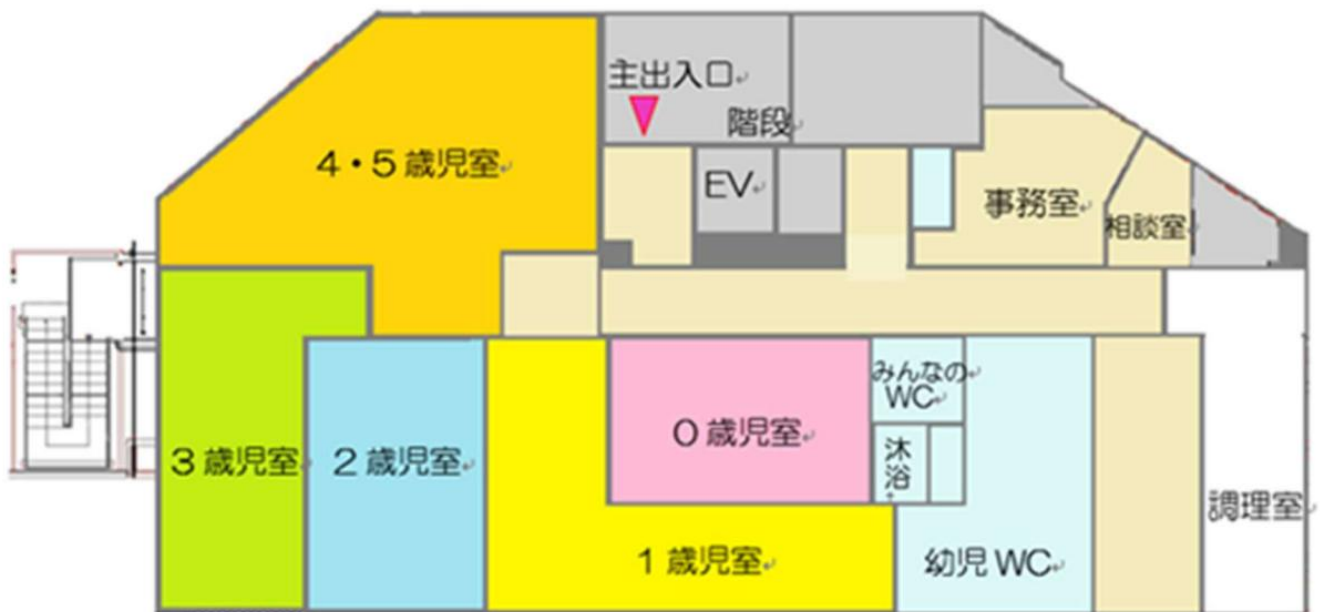 主出入口
階段
4・5歳児室
EV
事務室
相談室
みんなの
WC
0歳児室
沐
浴
3歳児室
2歳児室
調理室
1歳児室
幼児WC